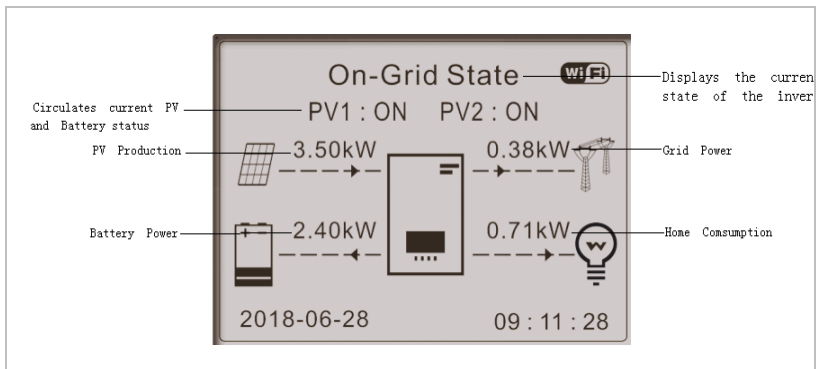 On-Grid State
WiFi
Displays the curren
state of the inver
Circulates current PV
and Battery status
PV1 : ON PV2 : ON
PV Production
3.50kW
0.38kW
Grid Power
Battery Power
2.40kW
0.71kW
Home Comsumption
2018-06-28
09 : 11 : 28